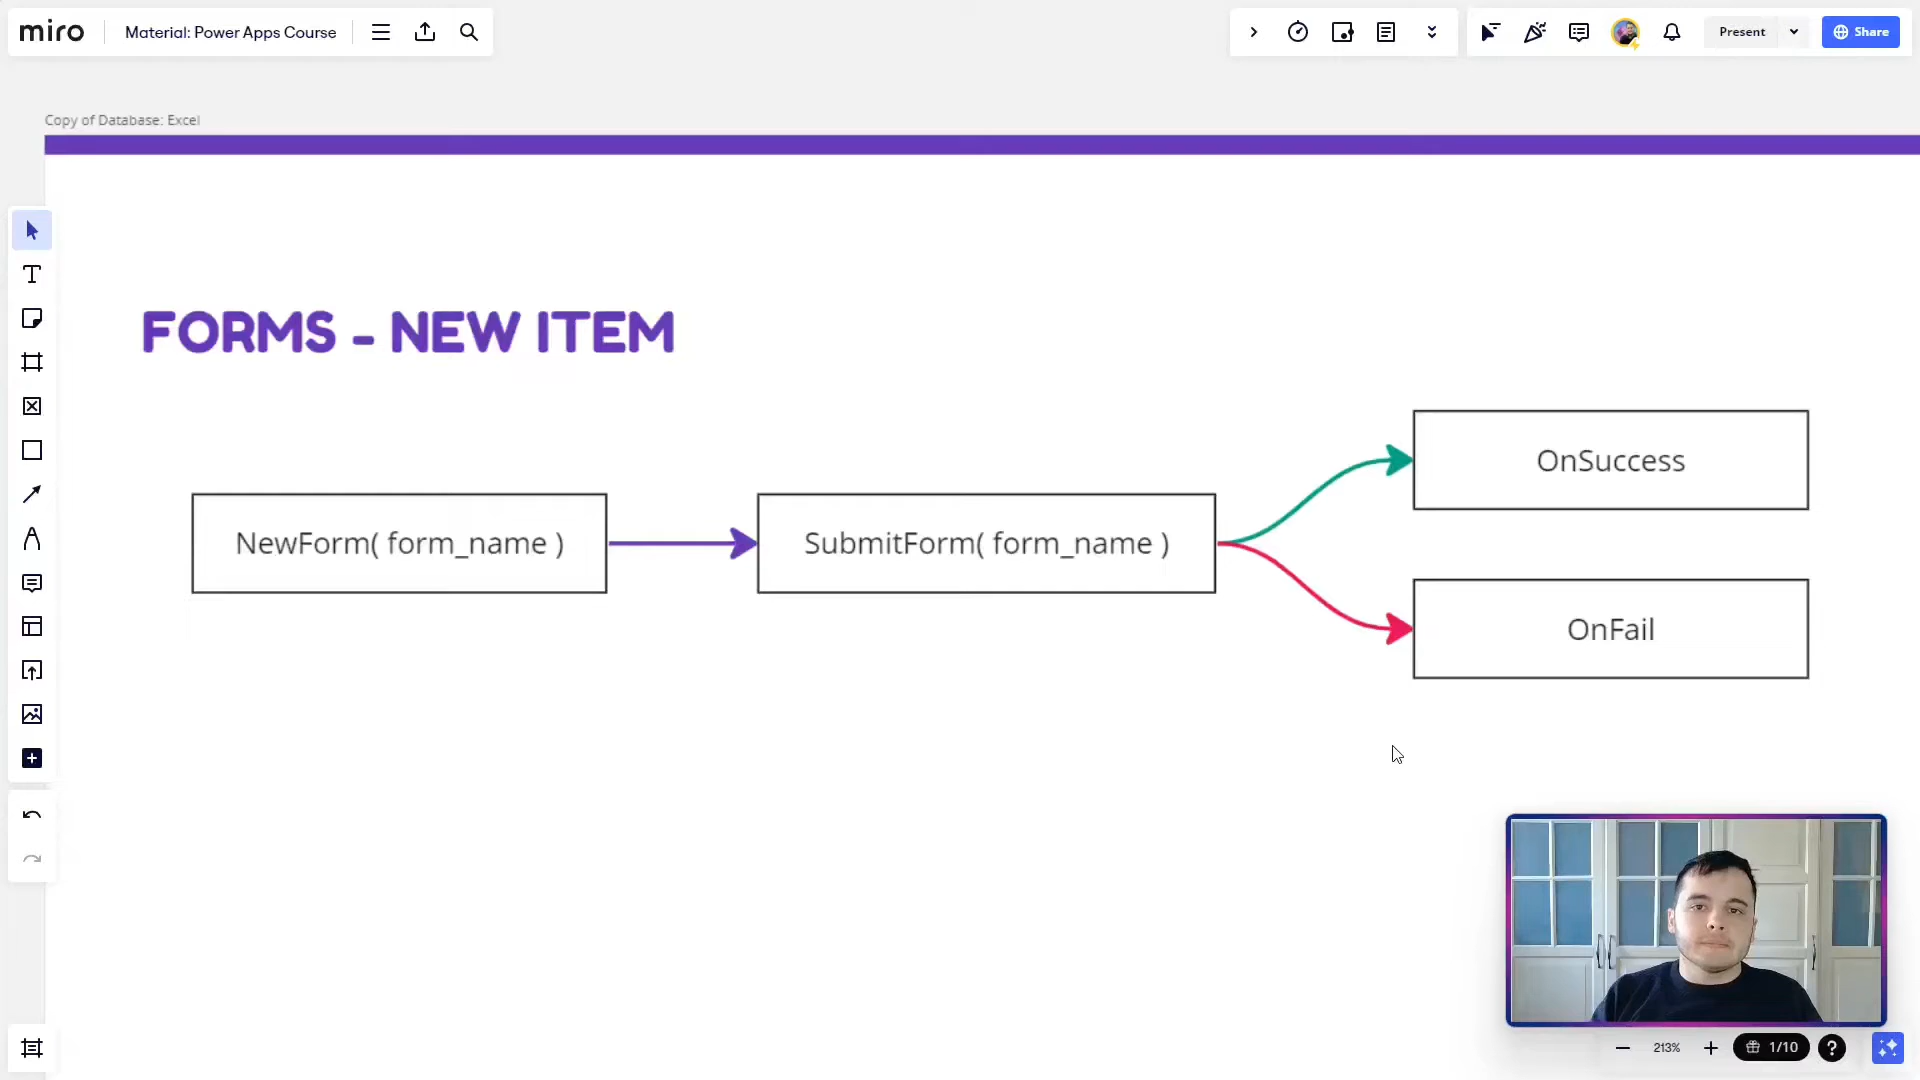 miro
Material: Power Apps Course
Present
Share
Copy of Database: Excel
FORMS - NEW ITEM
NewForm( form_name )
SubmitForm( form_name )
OnSuccess
OnFail
213%
1/10